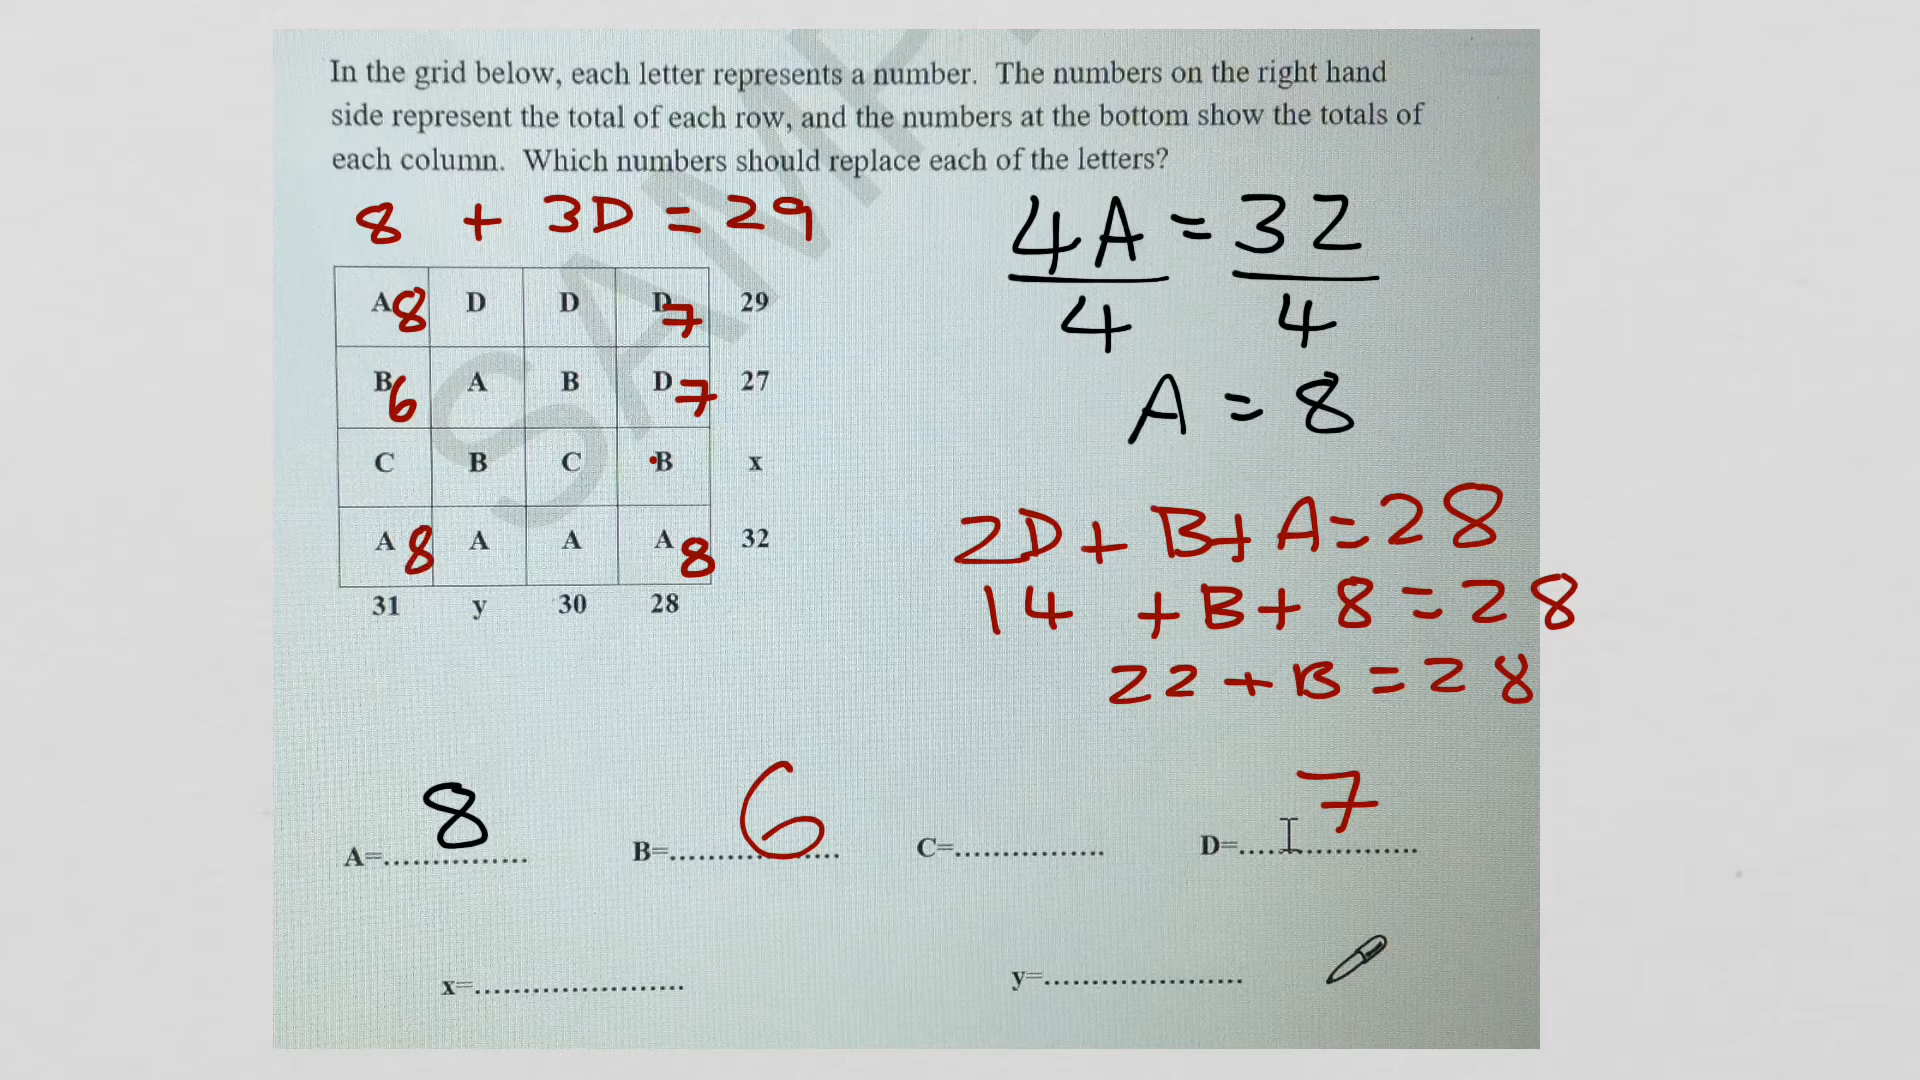 In the grid below, each letter represents a number. The numbers on the right hand
side represent the total of each row, and the numbers at the bottom show the totals of
each column. Which numbers should replace each of the letters?
SAMP
8 + 3D = 29
A 8 D D D 7 29
B 6 A B D 7 27
C B C B x
A 8 A A A 8 32
31 y 30 28
4A = 32
4 4
A = 8
2D + B + A = 28
14 + B + 8 = 28
22 + B = 28
A=.............. 8
B=................ 6
C=...............
D=.................. 7
x=.....................
y=....................